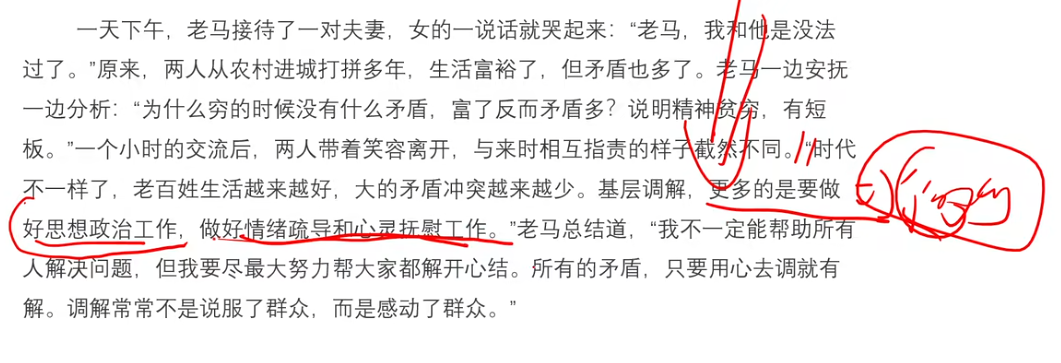 一天下午，老马接待了一对夫妻，女的一说话就哭起来：“老马，我和他是没法
过了。”原来，两人从农村进城打拼多年，生活富裕了，但矛盾也多了。老马一边安抚
一边分析：“为什么穷的时候没有什么矛盾，富了反而矛盾多？说明精神贫穷，有短
板。”一个小时的交流后，两人带着笑容离开，与来时相互指责的样子截然不同。“时代
不一样了，老百姓生活越来越好，大的矛盾冲突越来越少。基层调解，更多的是要做
好思想政治工作，做好情绪疏导和心灵抚慰工作。”老马总结道，“我不一定能帮助所有
人解决问题，但我要尽最大努力帮大家都解开心结。所有的矛盾，只要用心去调就有
解。调解常常不是说服了群众，而是感动了群众。”